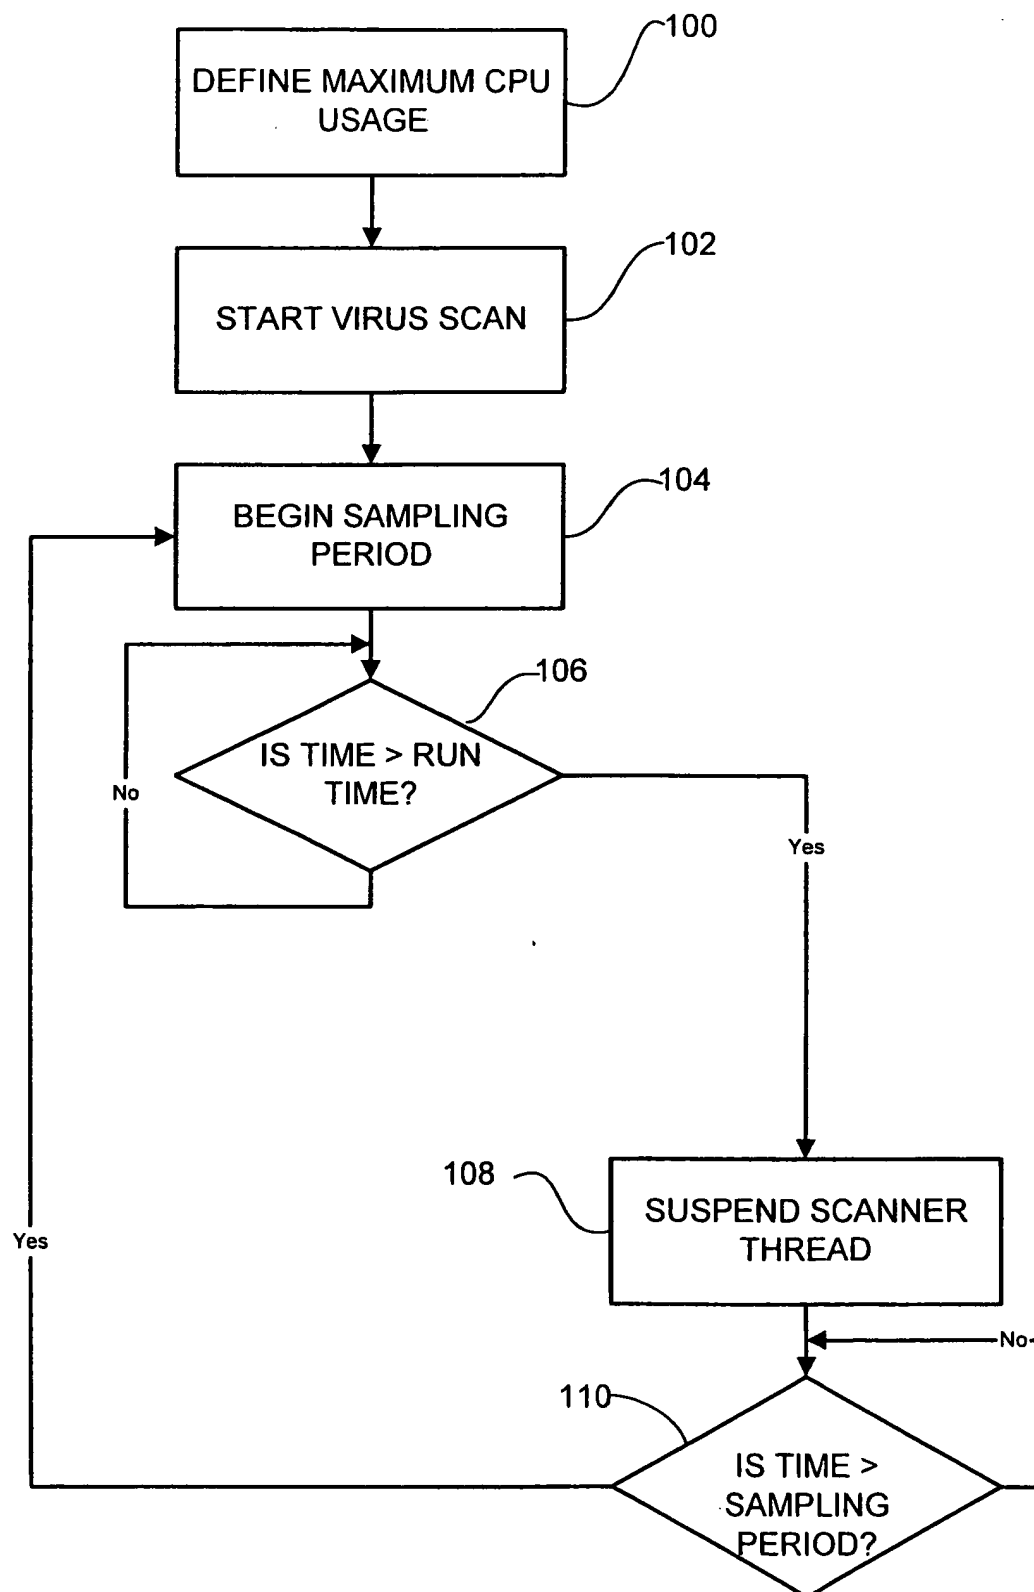 100
DEFINE MAXIMUM CPU
USAGE
102
START VIRUS SCAN
104
BEGIN SAMPLING
PERIOD
106
IS TIME > RUN
TIME?
No
Yes
108
SUSPEND SCANNER
THREAD
Yes
No
110
IS TIME >
SAMPLING
PERIOD?